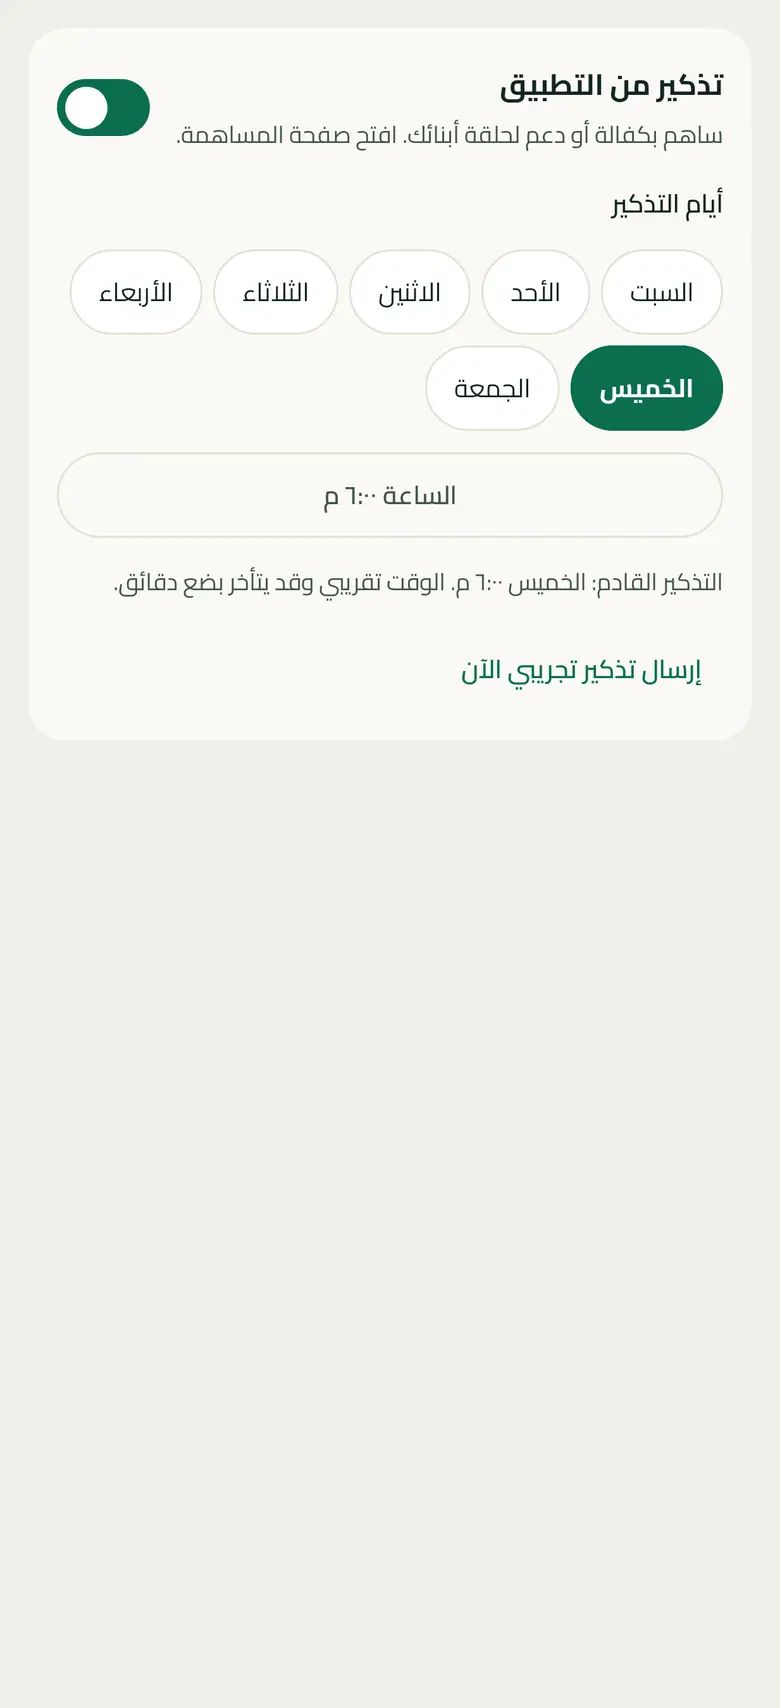 تذكير من التطبيق
ساهم بكفالة أو دعم لحلقة أبنائك. افتح صفحة المساهمة.
أيام التذكير
السبت
الأحد
الاثنين
الثلاثاء
الأربعاء
الخميس
الجمعة
الساعة ٦:٠٠ م
التذكير القادم: الخميس ٦:٠٠ م. الوقت تقريبي وقد يتأخر بضع دقائق.
إرسال تذكير تجريبي الآن